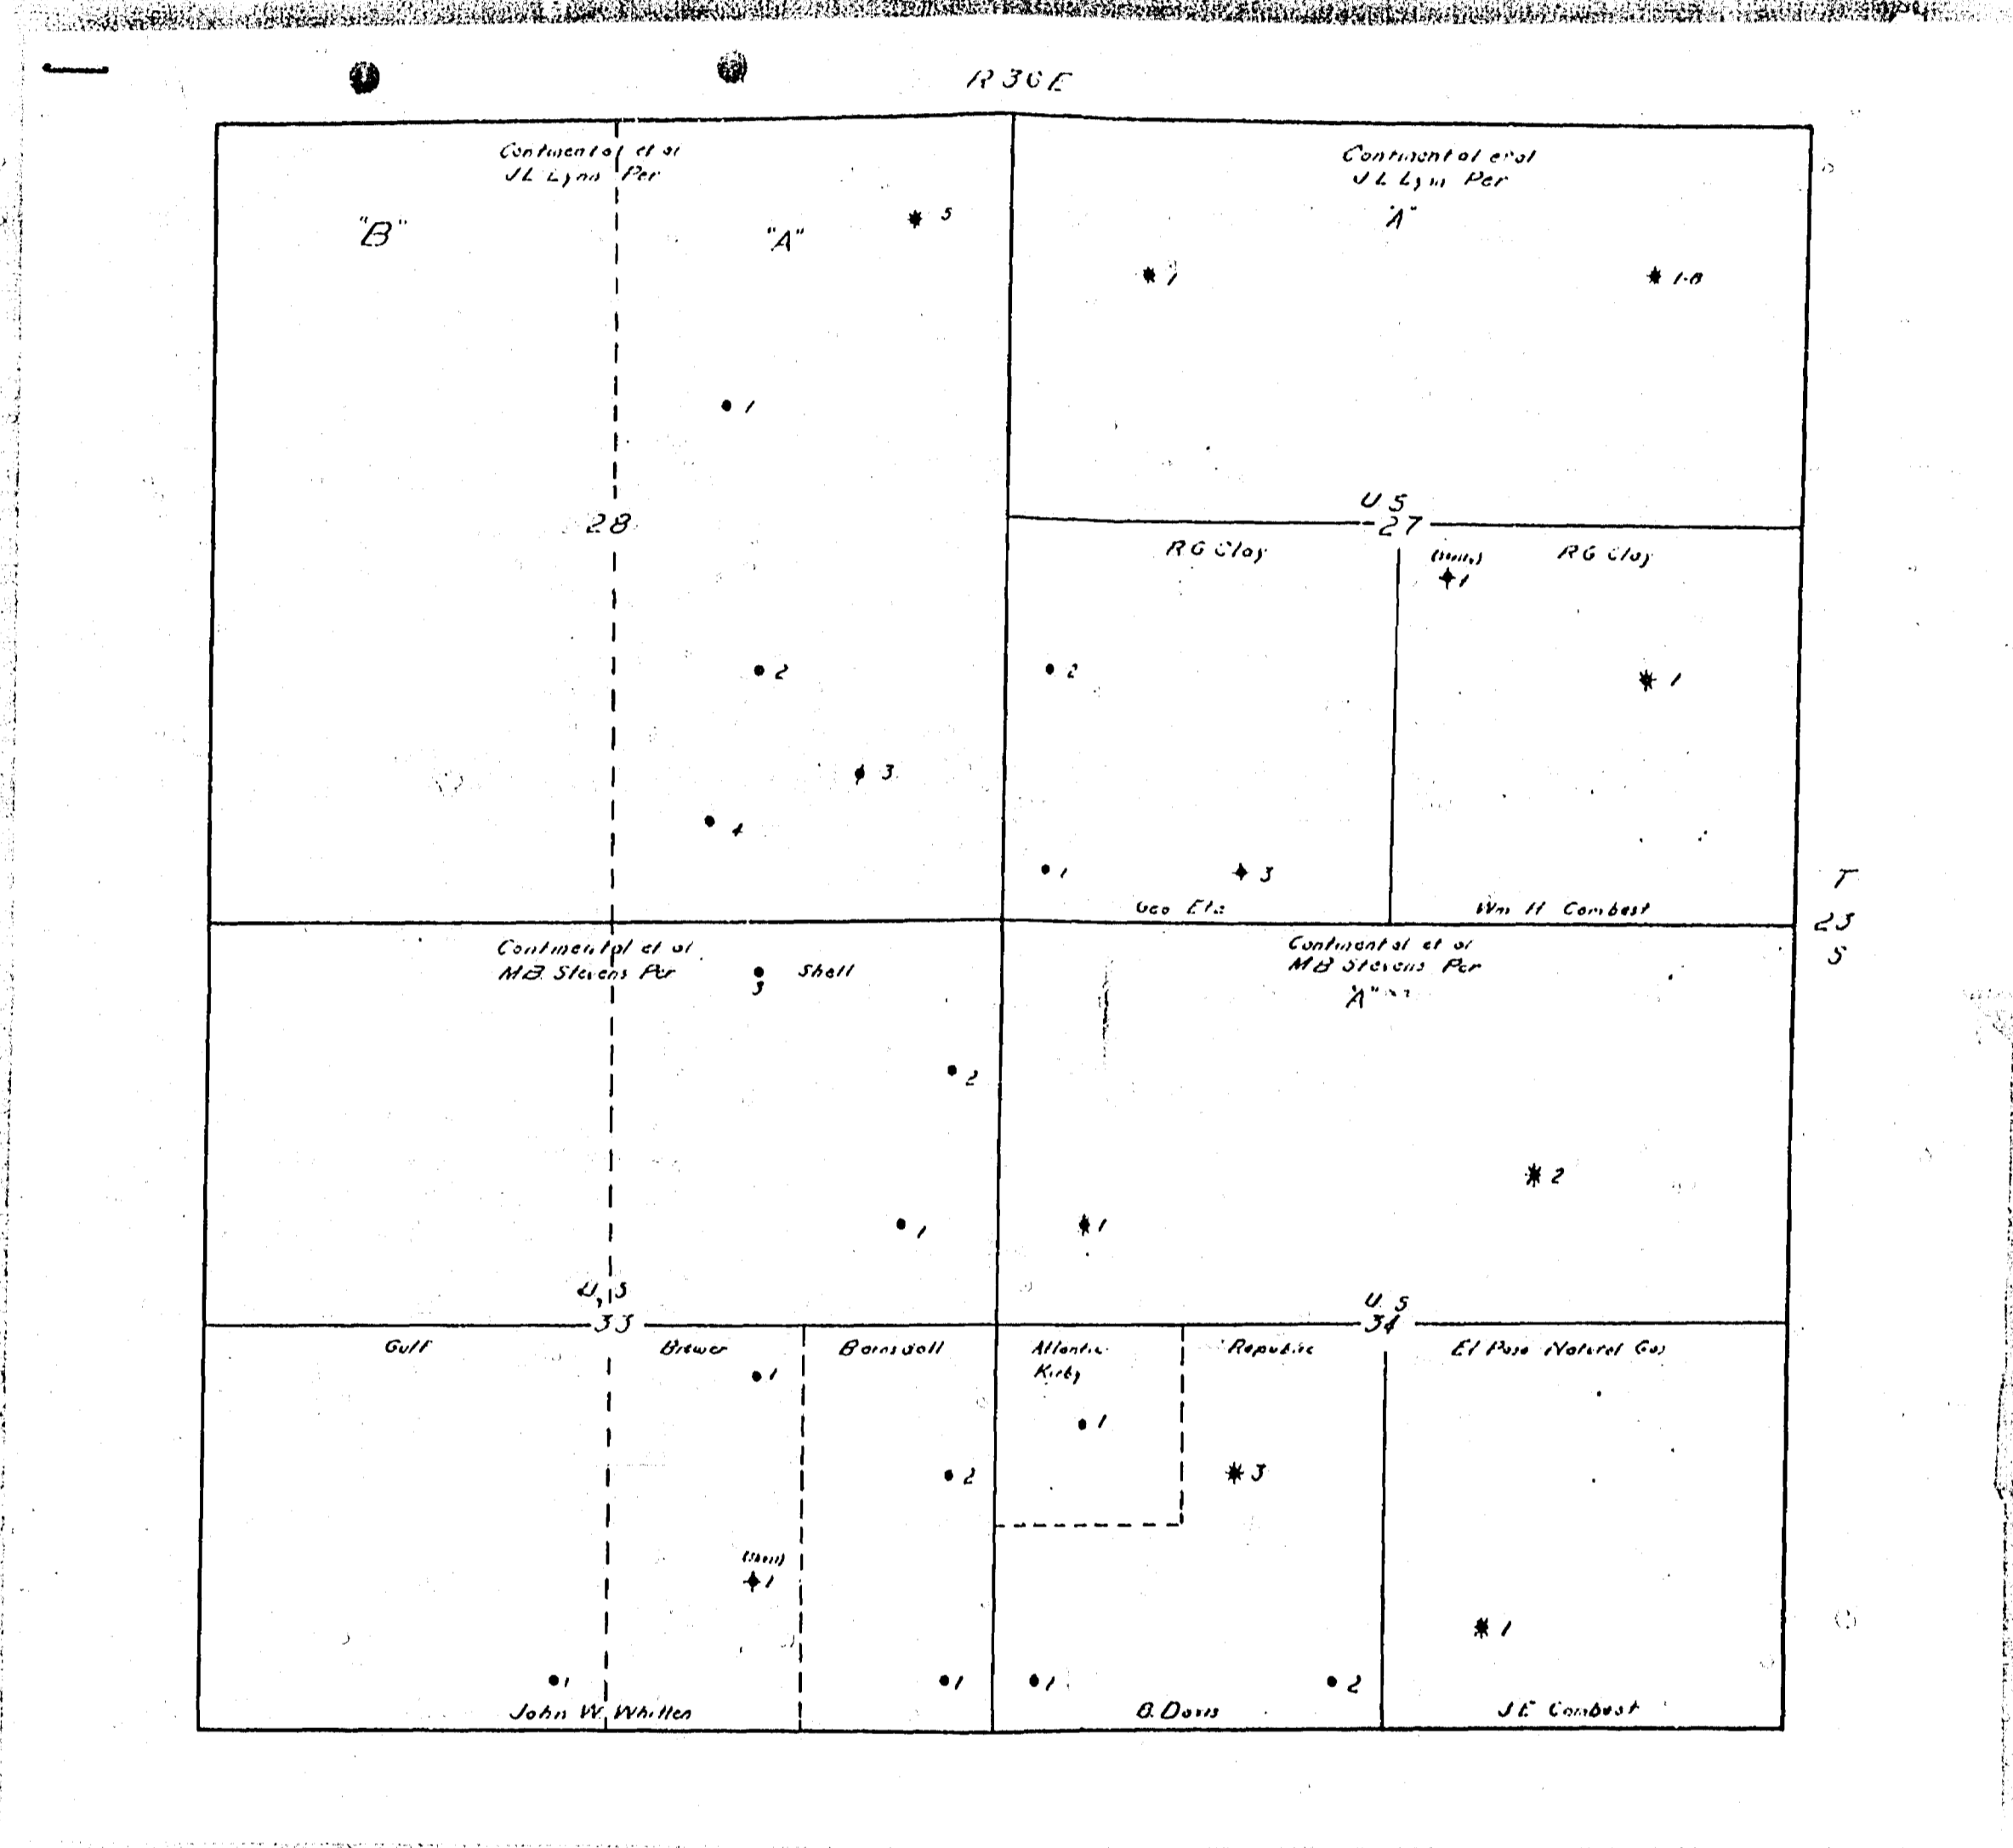 R 36 E
Continental et al
J L Lynn Per
"B"
"A"
5
1
28
2
3
4
Continental et al
J L Lynn Per
"A"
1
1-B
U S
27
R G Clay
2
1
3
R G Clay
1
1
Wm H Combest
T
23
S
Continental et al
M B Stevens Per
3
Shell
2
1
U S
33
Continental et al
M B Stevens Per
"A"
2
1
U. S
34
Gulf
1
Brewer
1
(Shell)
1
Barnsdall
2
1
John W. Whitten
Atlantic
Kirby
1
Republic
3
1
2
B. Davis
El Paso Natural Gas
1
J E Combest